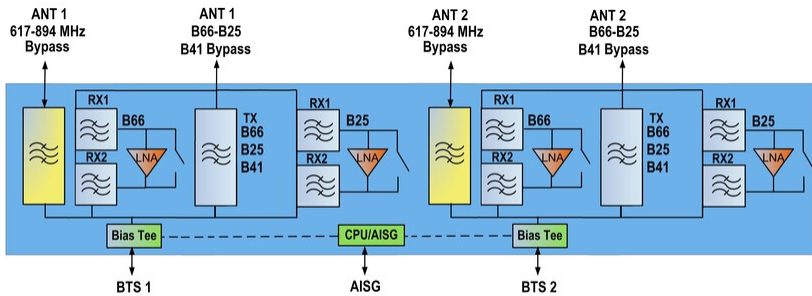 ANT 1
617-894 MHz
Bypass
ANT 1
B66-B25
B41 Bypass
ANT 2
617-894 MHz
Bypass
ANT 2
B66-B25
B41 Bypass
RX1
B66
RX2
LNA
TX
B66
B25
B41
RX1
B25
RX2
LNA
RX1
B66
RX2
LNA
TX
B66
B25
B41
RX1
B25
RX2
LNA
Bias Tee
CPU/AISG
Bias Tee
BTS 1
AISG
BTS 2